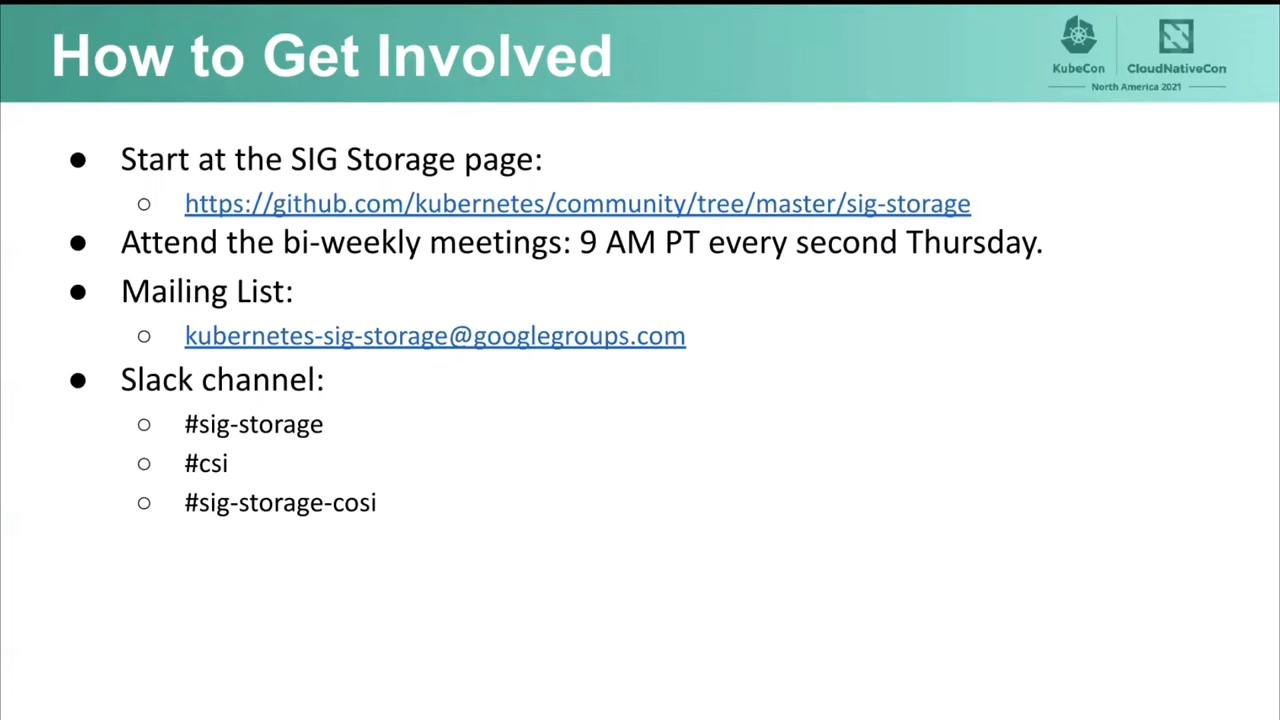 How to Get Involved
KubeCon
CloudNativeCon
North America 2021
● Start at the SIG Storage page:
○ https://github.com/kubernetes/community/tree/master/sig-storage
● Attend the bi-weekly meetings: 9 AM PT every second Thursday.
● Mailing List:
○ kubernetes-sig-storage@googlegroups.com
● Slack channel:
○ #sig-storage
○ #csi
○ #sig-storage-cosi